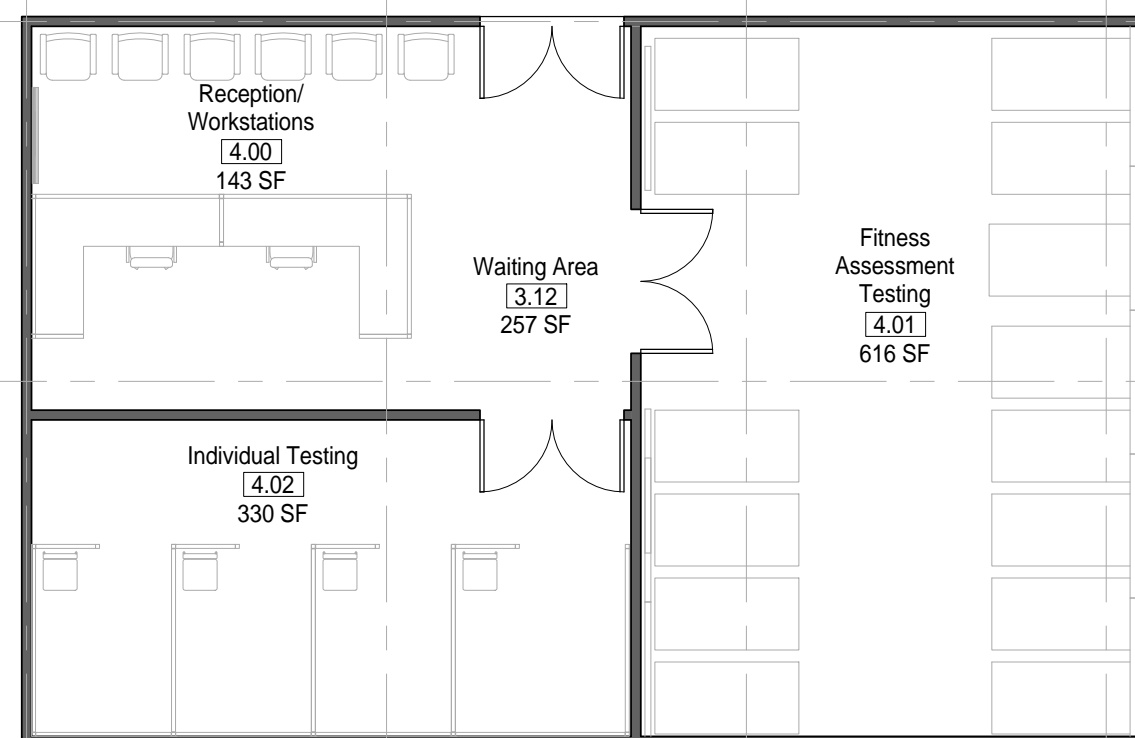 Reception/
Workstations
4.00
143 SF
Waiting Area
3.12
257 SF
Fitness
Assessment
Testing
4.01
616 SF
Individual Testing
4.02
330 SF